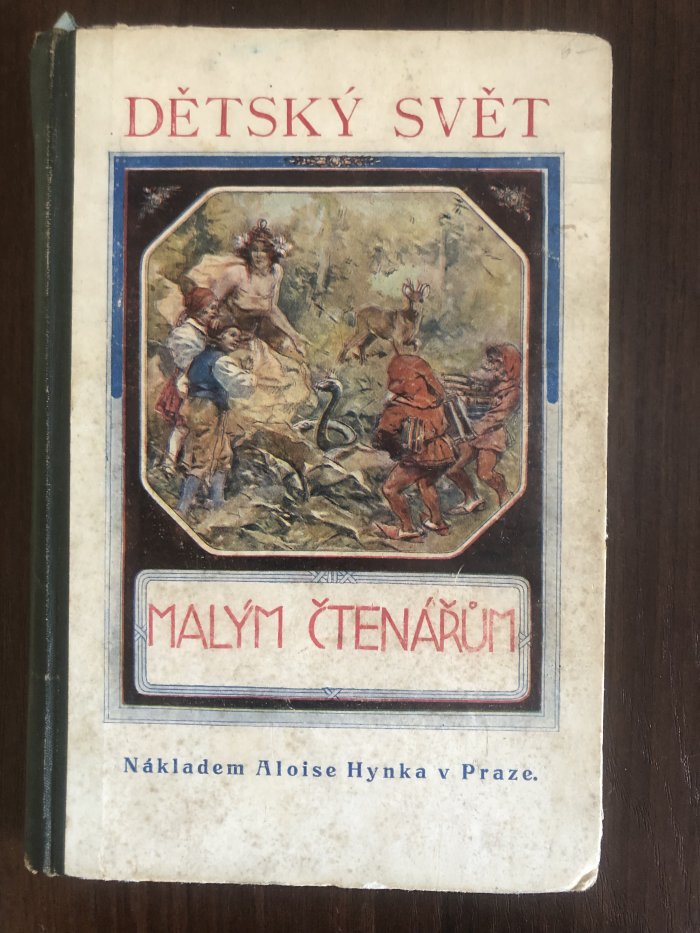 DĚTSKÝ SVĚT
MALÝM ČTENÁŘŮM
Nákladem Aloise Hynka v Praze.